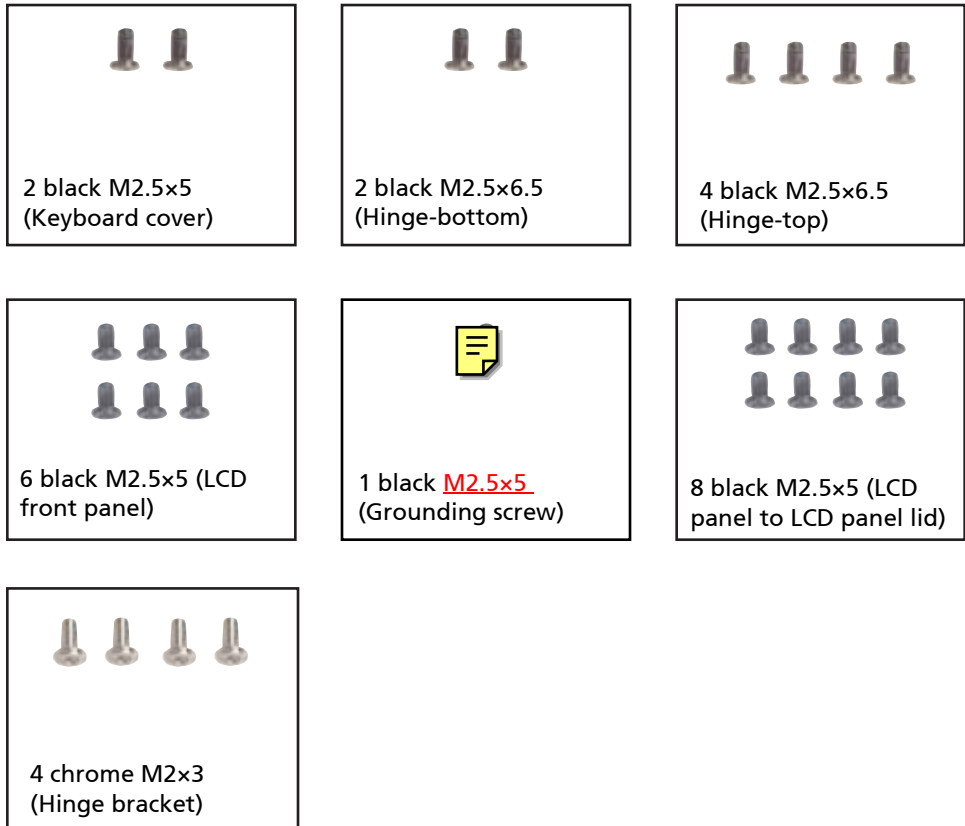 2 black M2.5×5
(Keyboard cover)
2 black M2.5×6.5
(Hinge-bottom)
4 black M2.5×6.5
(Hinge-top)
6 black M2.5×5 (LCD
front panel)
1 black M2.5×5
(Grounding screw)
8 black M2.5×5 (LCD
panel to LCD panel lid)
4 chrome M2×3
(Hinge bracket)